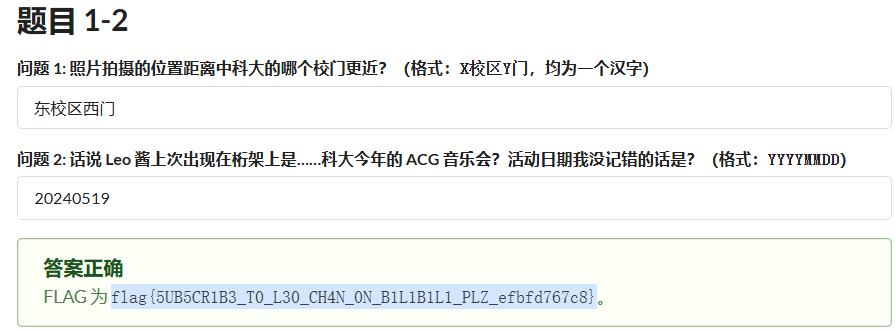 题目 1-2
问题 1: 照片拍摄的位置距离中科大的哪个校门更近？（格式：X校区Y门，均为一个汉字）
东校区西门
问题 2: 话说 Leo 酱上次出现在桁架上是……科大今年的 ACG 音乐会？活动日期我没记错的话是？（格式：YYYYMMDD）
20240519
答案正确
FLAG 为 flag{5UB5CR1B3_T0_L30_CH4N_0N_B1L1B1L1_PLZ_efbfd767c8}。